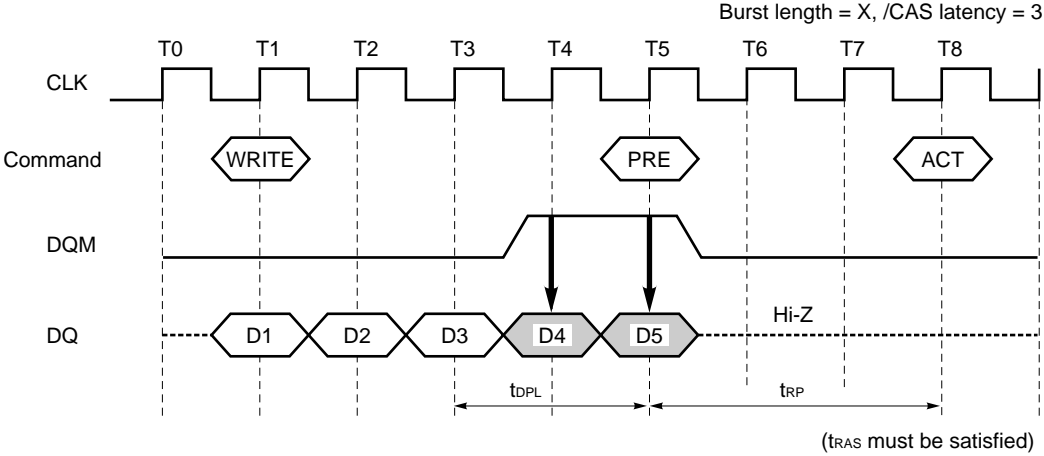 Burst length = X, /CAS latency = 3
T0 T1 T2 T3 T4 T5 T6 T7 T8
CLK
Command WRITE PRE ACT
DQM
DQ D1 D2 D3 D4 D5 Hi-Z
tDPL tRP
(tRAS must be satisfied)